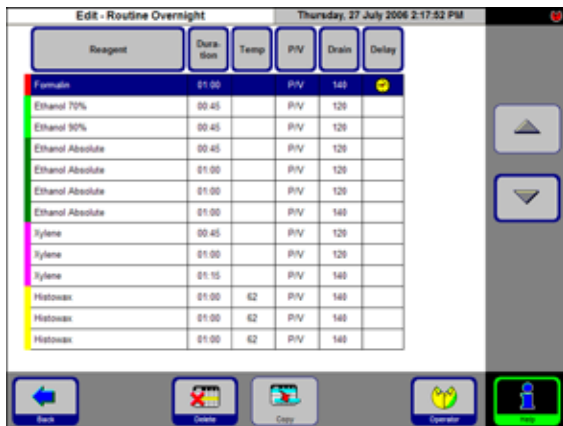 Edit - Routine Overnight Thursday, 27 July 2006 2:17:52 PM
Reagent Dura-tion Temp P/V Drain Delay
Formalin 01:00 P/V 140
Ethanol 70% 00:45 P/V 120
Ethanol 90% 00:45 P/V 120
Ethanol Absolute 00:45 P/V 120
Ethanol Absolute 01:00 P/V 120
Ethanol Absolute 01:00 P/V 120
Ethanol Absolute 01:00 P/V 140
Xylene 00:45 P/V 120
Xylene 01:00 P/V 120
Xylene 01:15 P/V 140
Histowax 01:00 62 P/V 140
Histowax 01:00 62 P/V 140
Histowax 01:00 62 P/V 140
Back Delete Copy Operator Help